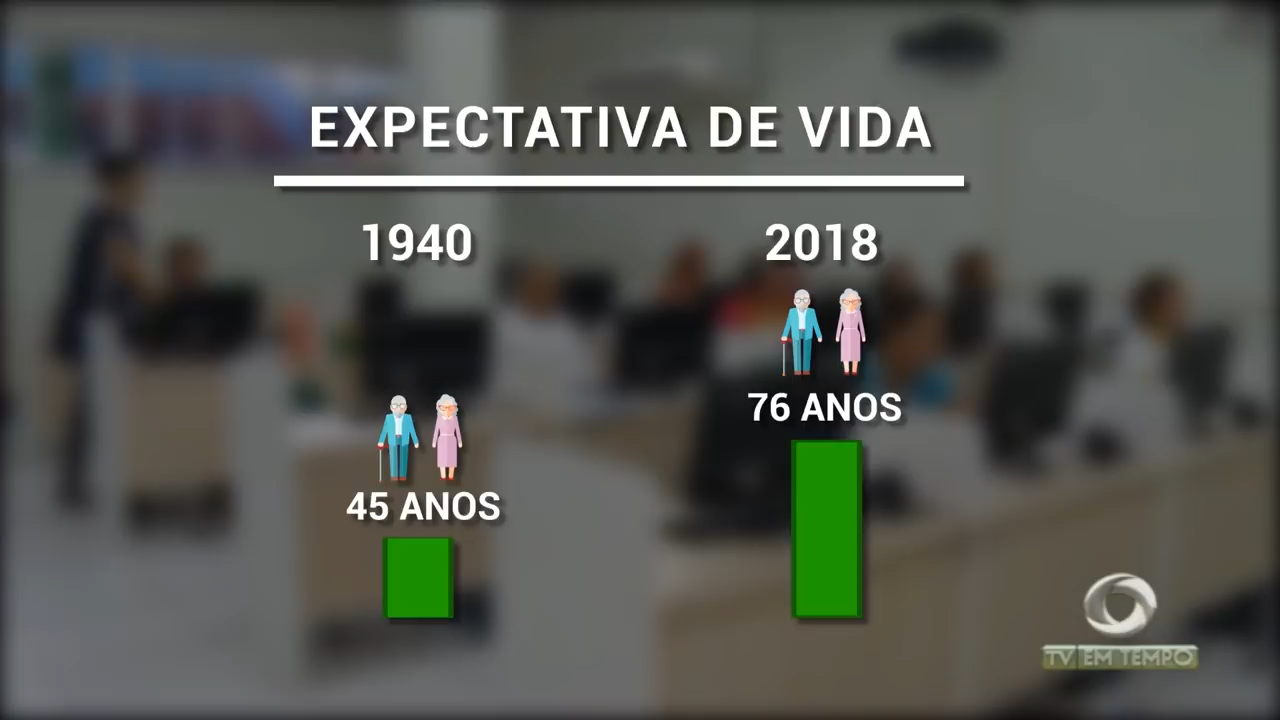 EXPECTATIVA DE VIDA
1940
2018
45 ANOS
76 ANOS
TV EM TEMPO